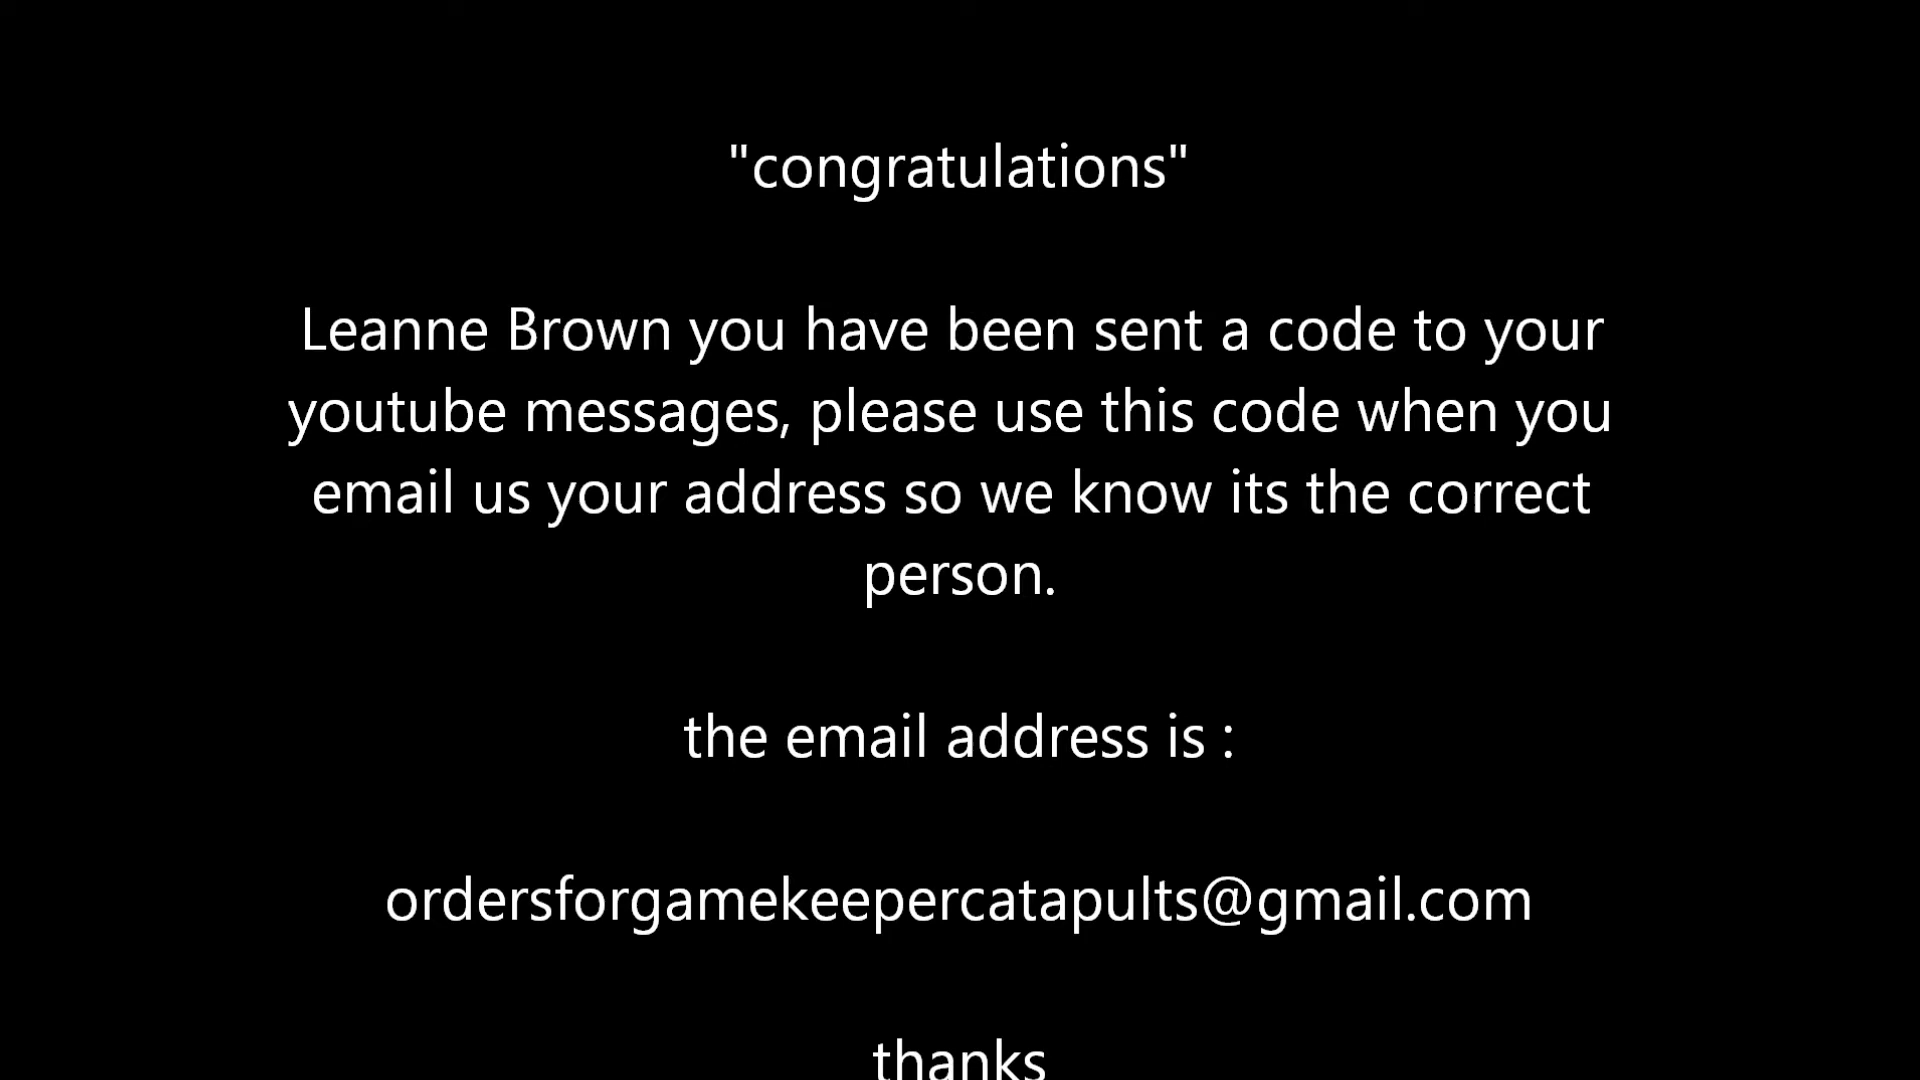 "congratulations"
Leanne Brown you have been sent a code to your
youtube messages, please use this code when you
email us your address so we know its the correct
person.
the email address is :
ordersforgamekeepercatapults@gmail.com
thanks